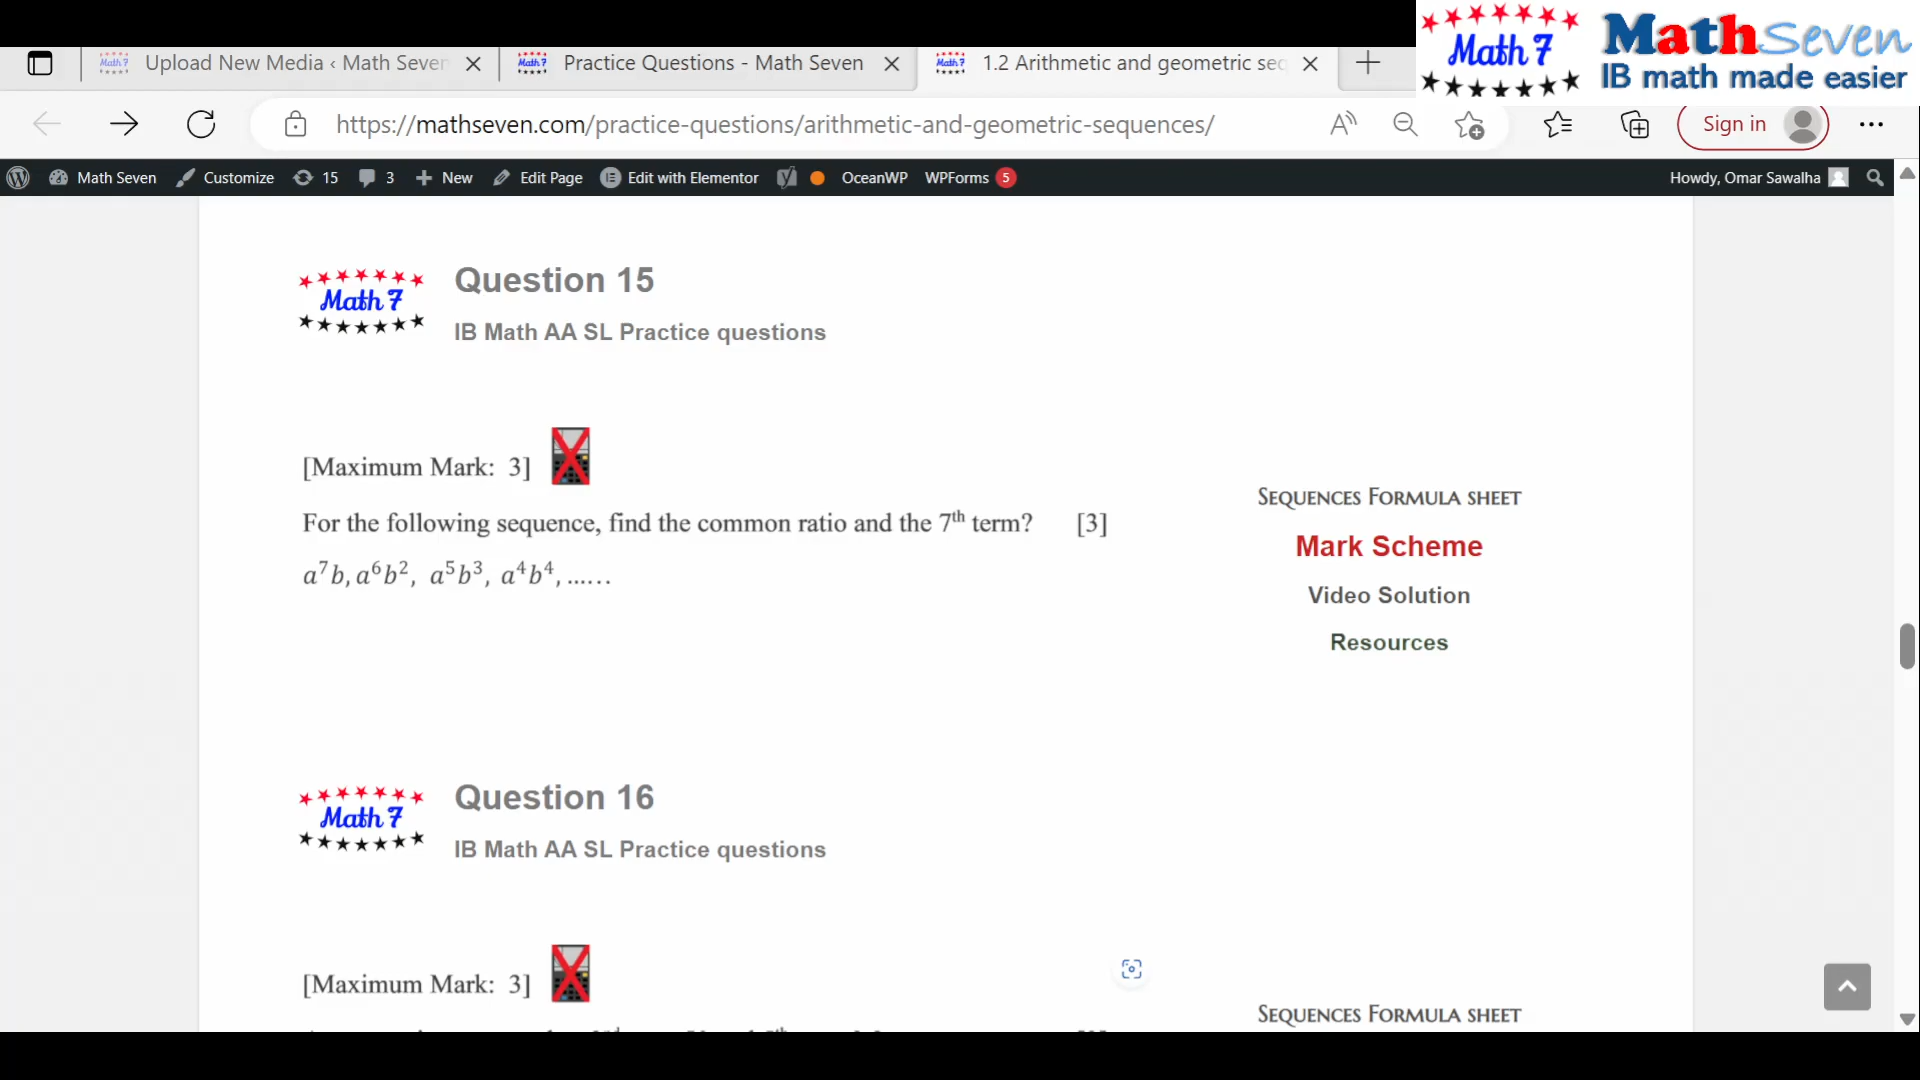 Math 7
MathSeven
IB math made easier
Upload New Media ‹ Math Seven
Practice Questions - Math Seven
1.2 Arithmetic and geometric seq
https://mathseven.com/practice-questions/arithmetic-and-geometric-sequences/
Sign in
Math Seven Customize 15 3 New Edit Page Edit with Elementor OceanWP WPForms 5 Howdy, Omar Sawalha
Math 7
Question 15
IB Math AA SL Practice questions
[Maximum Mark: 3]
For the following sequence, find the common ratio and the 7ᵗʰ term? [3]
a⁷b, a⁶b², a⁵b³, a⁴b⁴, ......
Sequences Formula sheet
Mark Scheme
Video Solution
Resources
Math 7
Question 16
IB Math AA SL Practice questions
[Maximum Mark: 3]
Sequences Formula sheet